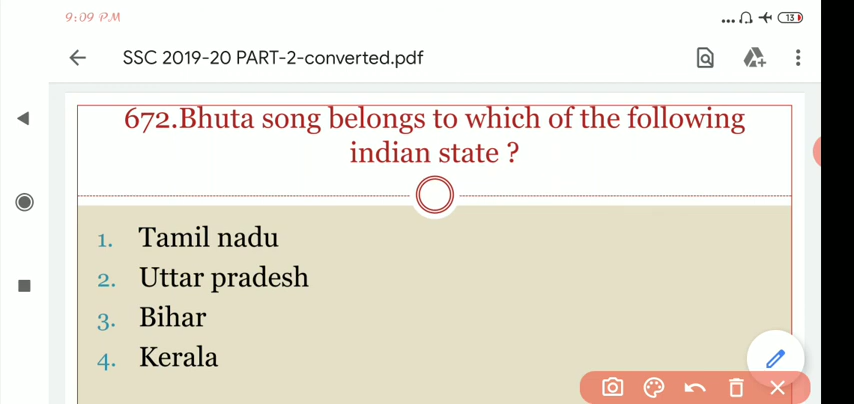 9:09 PM
13
SSC 2019-20 PART-2-converted.pdf
672.Bhuta song belongs to which of the following
indian state ?
1. Tamil nadu
2. Uttar pradesh
3. Bihar
4. Kerala